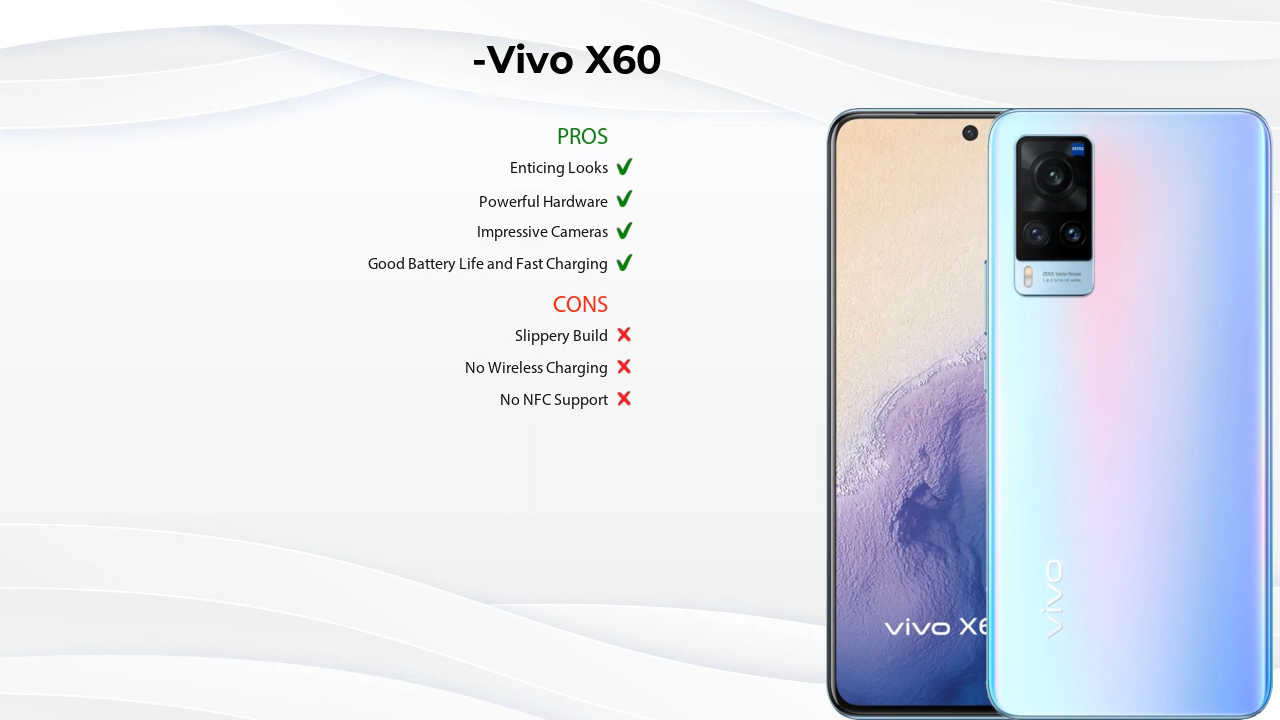 -Vivo X60
PROS
Enticing Looks
Powerful Hardware
Impressive Cameras
Good Battery Life and Fast Charging
CONS
Slippery Build
No Wireless Charging
No NFC Support
ZEISS
vivo X6
vivo